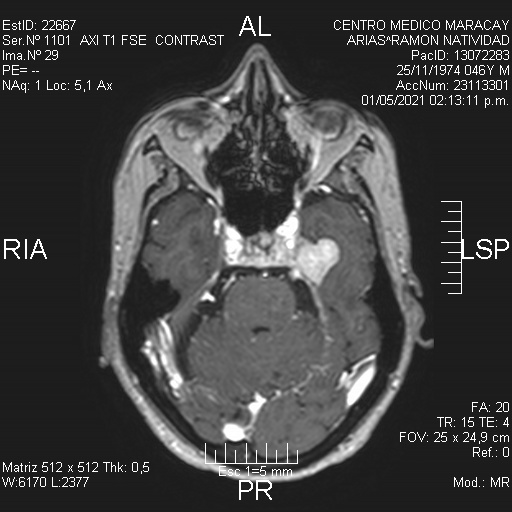 EstID: 22667
Ser.Nº 1101 AXI T1 FSE CONTRAST
Ima.Nº 29
PE= --
NAq: 1 Loc: 5,1 Ax
AL
CENTRO MEDICO MARACAY
ARIAS^RAMON NATIVIDAD
PacID: 13072283
25/11/1974 046Y M
AccNum: 23113301
01/05/2021 02:13:11 p.m.
RIA
LSP
FA: 20
TR: 15 TE: 4
FOV: 25 x 24,9 cm
Ref.: 0
Matriz 512 x 512 Thk: 0,5
W:6170 L:2377
Esc 1=5 mm
PR
Mod.: MR